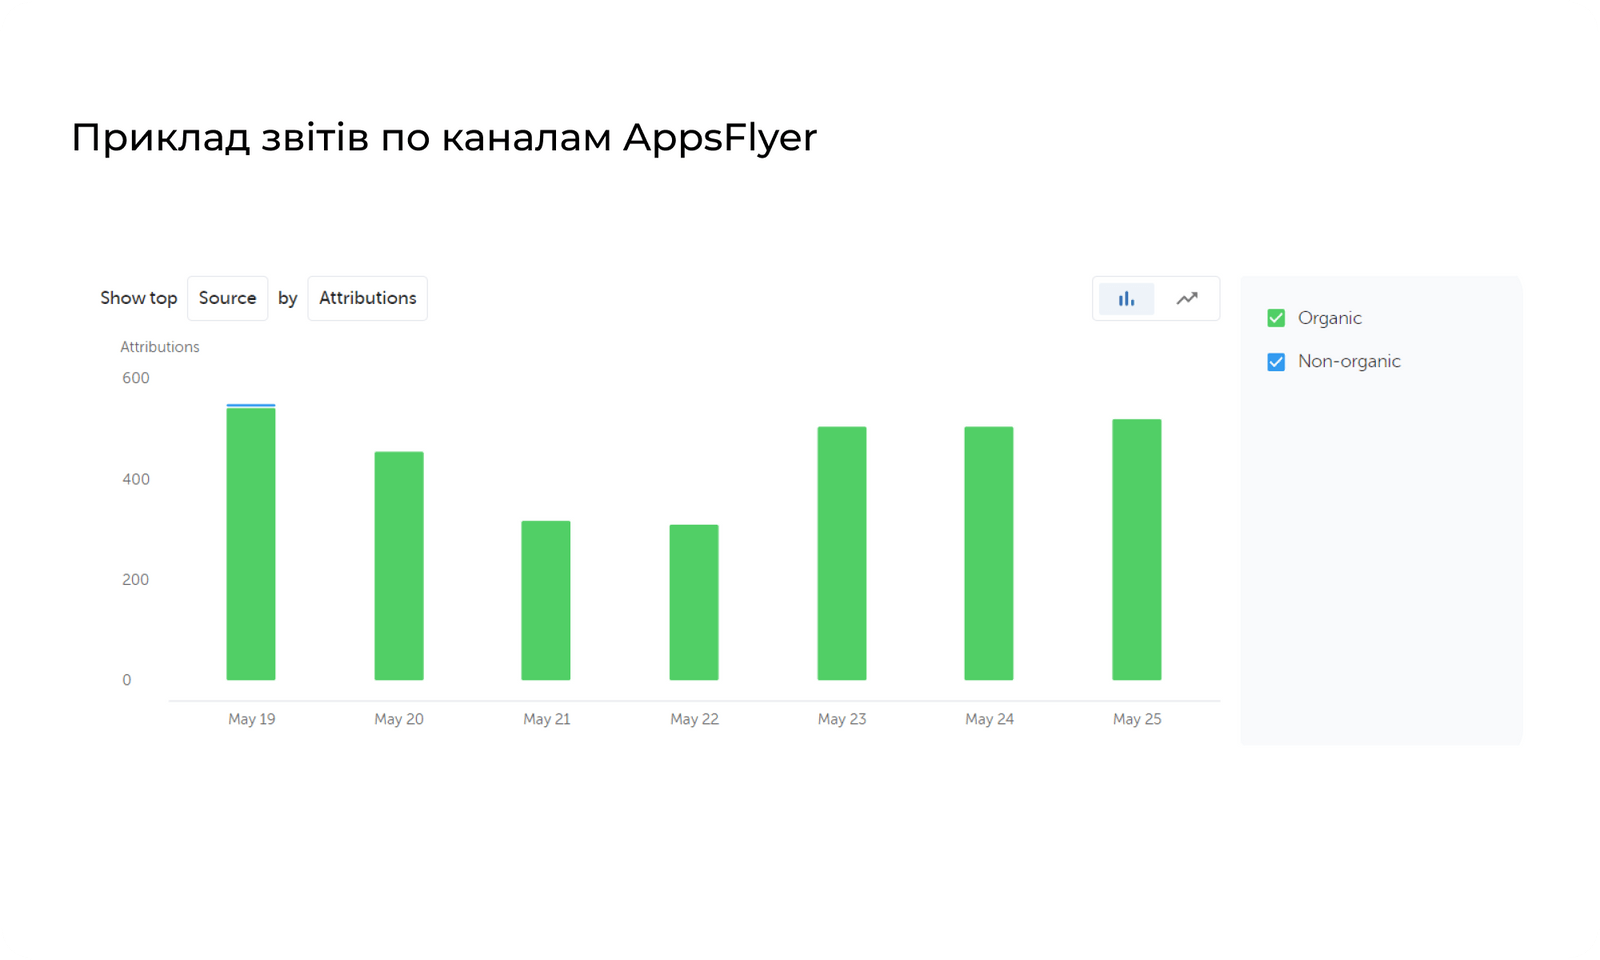 Приклад звітів по каналам AppsFlyer
Show top Source by Attributions
Organic
Non-organic
Attributions
600
400
200
0
May 19 May 20 May 21 May 22 May 23 May 24 May 25